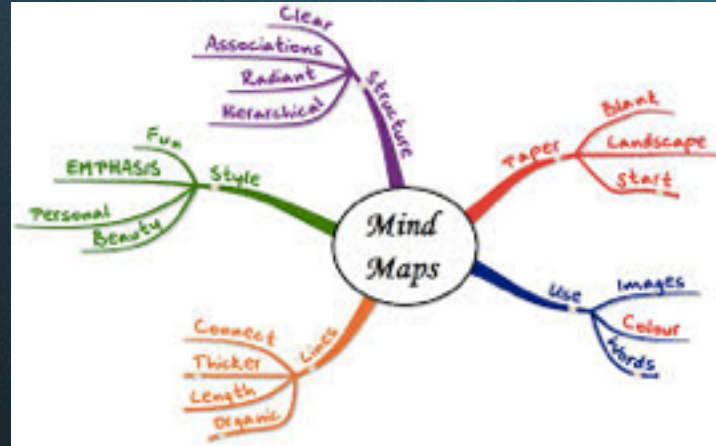 Clear
Associations
Radiant
Hierarchical
Structure
Paper
Blank
Landscape
Start
Fun
EMPHASIS
Personal
Beauty
Style
Mind
Maps
Use
Images
Colour
Words
Connect
Thicker
Length
Organic
Lines